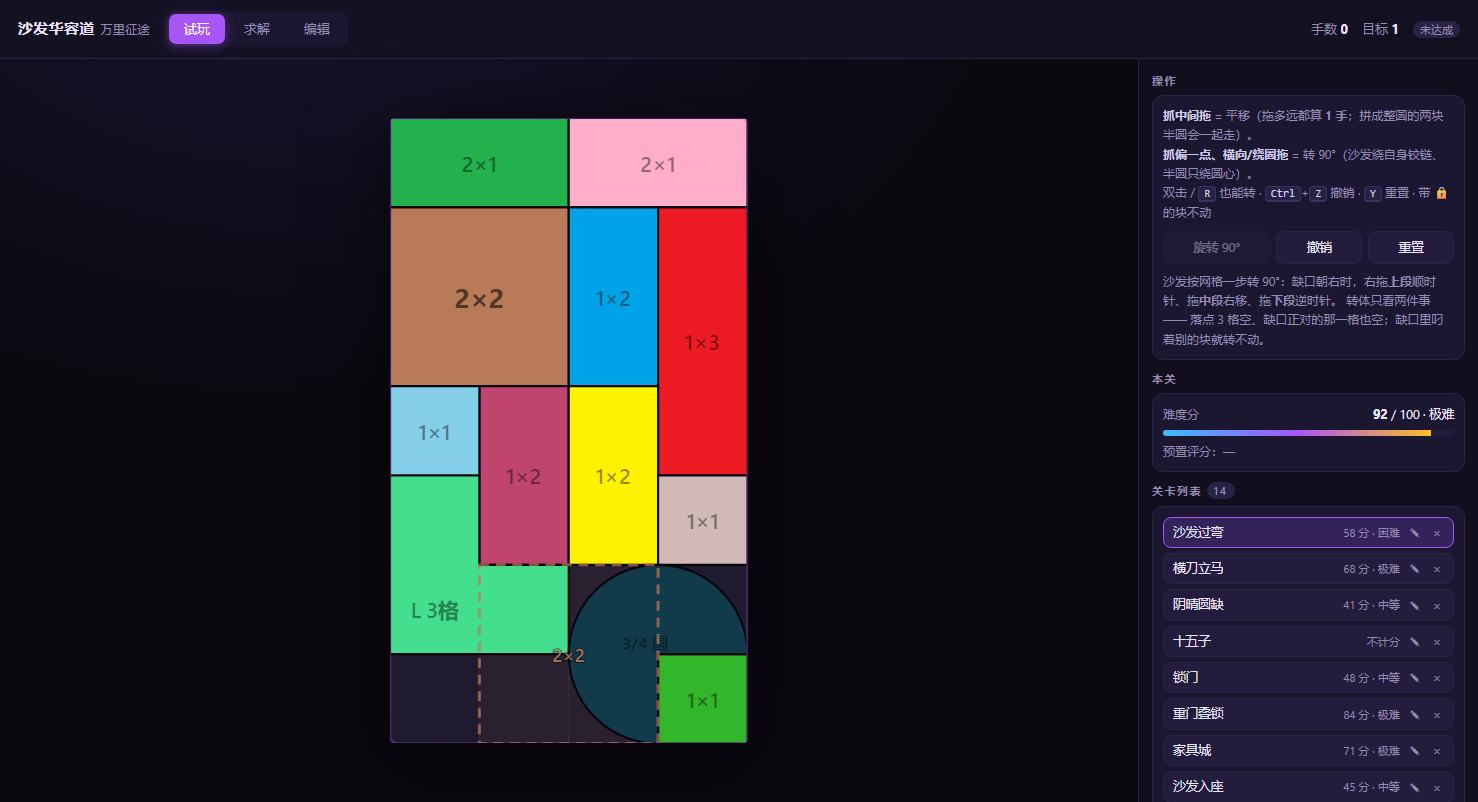 沙发华容道 万里征途 试玩 求解 编辑 手数 0 目标 1 未达成
2×1 2×1
2×2 1×2 1×3
1×1 1×2 1×2
1×1
L 3格 3/4 圆
2×2
1×1
操作
抓中间拖 = 平移（拖多远都算 1 手；拼成整圆的两块
半圆会一起走）。
抓偏一点、横向/绕圆拖 = 转 90°（沙发绕自身铰链、
半圆只绕圆心）。
双击 / R 也能转 · Ctrl + Z 撤销 · Y 重置 · 带 🔒
的块不动
旋转 90° 撤销 重置
沙发按网格一步转 90°：缺口朝右时，右拖上段顺时
针、拖中段右移、拖下段逆时针。 转体只看两件事
—— 落点 3 格空、缺口正对的那一格也空；缺口里叼
着别的块就转不动。
本关
难度分 92 / 100 · 极难
预置评分：—
关卡列表 14
沙发过弯 58 分 · 困难 ×
横刀立马 68 分 · 极难 ×
阴晴圆缺 41 分 · 中等 ×
十五子 不计分 ×
锁门 48 分 · 中等 ×
重门叠锁 84 分 · 极难 ×
家具城 71 分 · 极难 ×
沙发入座 45 分 · 中等 ×